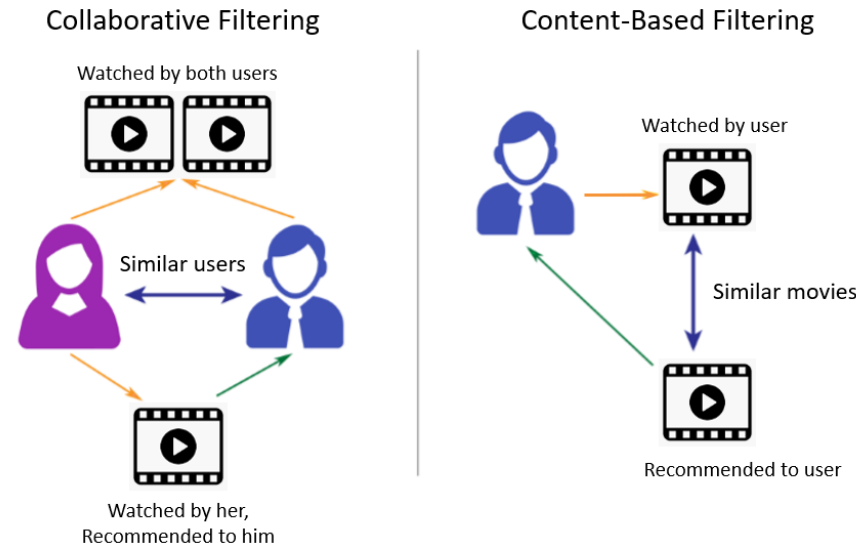 Collaborative Filtering
Watched by both users
Similar users
Watched by her,
Recommended to him
Content-Based Filtering
Watched by user
Similar movies
Recommended to user